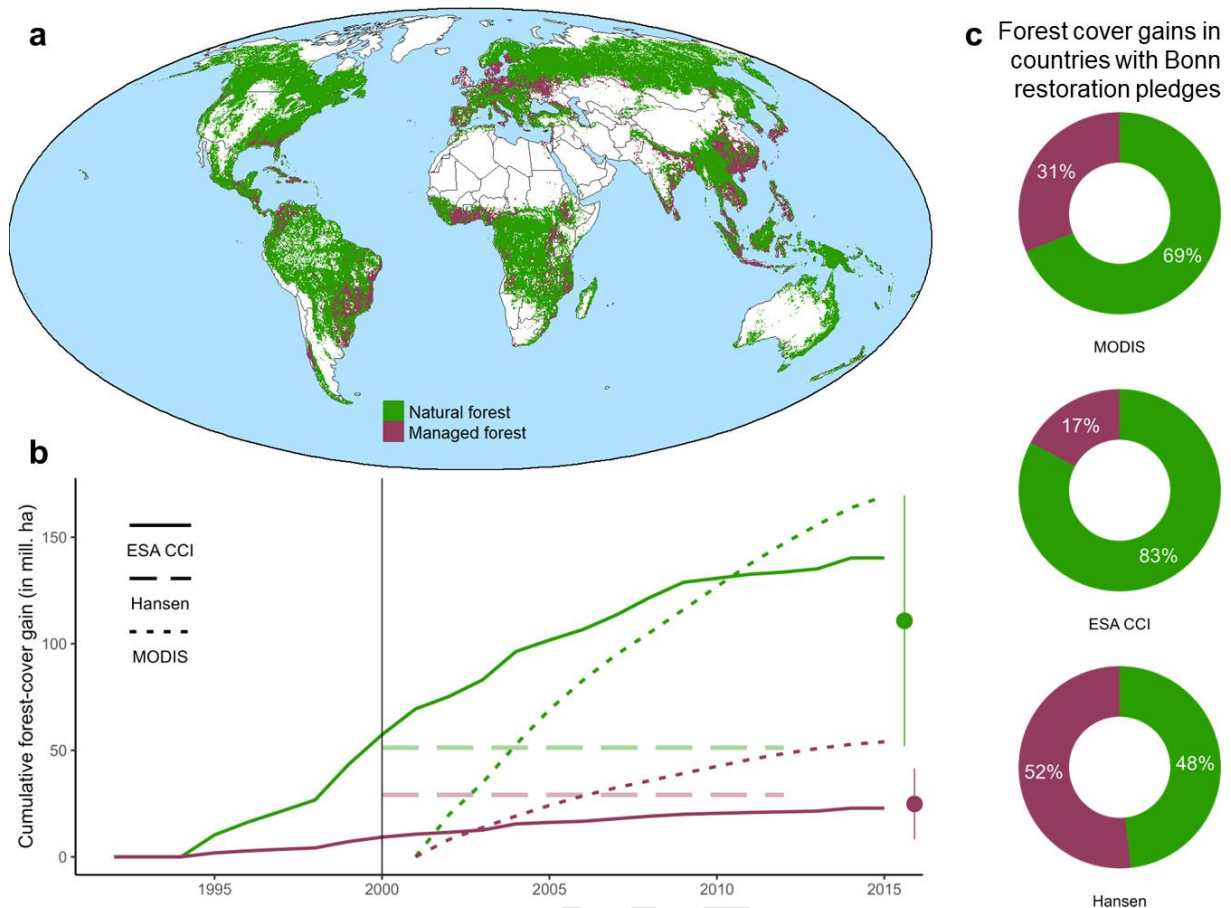 a
Natural forest
Managed forest
b
Cumulative forest-cover gain (in mill. ha)
150
100
50
0
ESA CCI
Hansen
MODIS
1995
2000
2005
2010
2015
c
Forest cover gains in
countries with Bonn
restoration pledges
31%
69%
MODIS
17%
83%
ESA CCI
52%
48%
Hansen